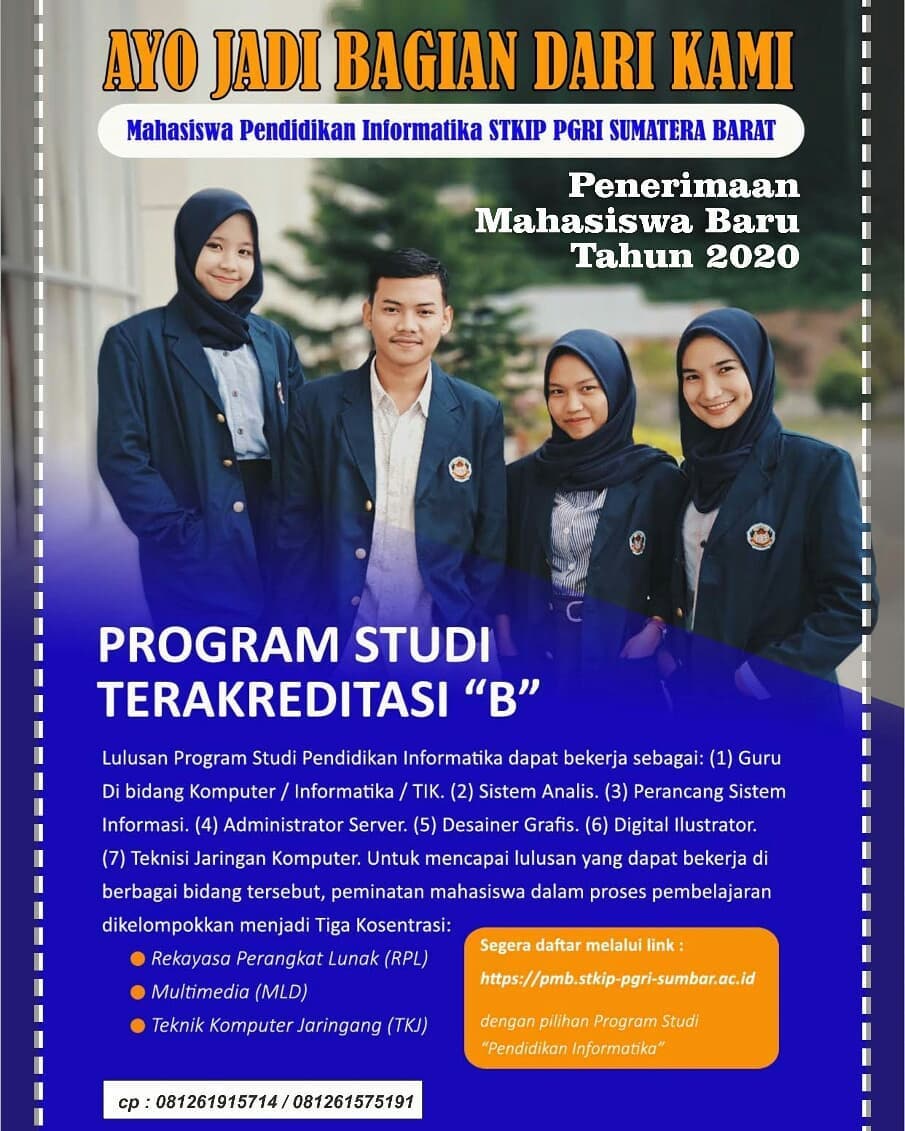 AYO JADI BAGIAN DARI KAMI
Mahasiswa Pendidikan Informatika STKIP PGRI SUMATERA BARAT
Penerimaan
Mahasiswa Baru
Tahun 2020
PROGRAM STUDI
TERAKREDITASI “B”
Lulusan Program Studi Pendidikan Informatika dapat bekerja sebagai: (1) Guru
Di bidang Komputer / Informatika / TIK. (2) Sistem Analis. (3) Perancang Sistem
Informasi. (4) Administrator Server. (5) Desainer Grafis. (6) Digital Ilustrator.
(7) Teknisi Jaringan Komputer. Untuk mencapai lulusan yang dapat bekerja di
berbagai bidang tersebut, peminatan mahasiswa dalam proses pembelajaran
dikelompokkan menjadi Tiga Kosentrasi:
Rekayasa Perangkat Lunak (RPL)
Multimedia (MLD)
Teknik Komputer Jaringang (TKJ)
Segera daftar melalui link :
https://pmb.stkip-pgri-sumbar.ac.id
dengan pilihan Program Studi
“Pendidikan Informatika”
cp : 081261915714 / 081261575191